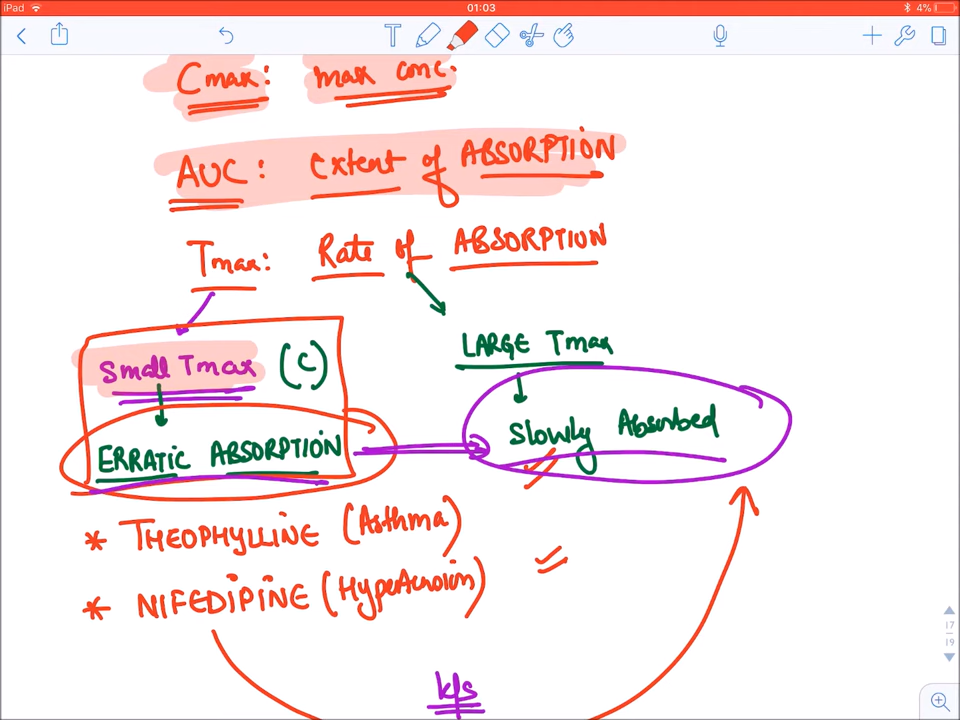 iPad 01:03 4%
T
Cmax: max conc.
AUC: Extent of ABSORPTION
Tmax: Rate of ABSORPTION
Small Tmax (C)
LARGE Tmax
ERRATIC ABSORPTION
Slowly Absorbed
* THEOPHYLLINE (Asthma)
* NIFEDIPINE
17
19